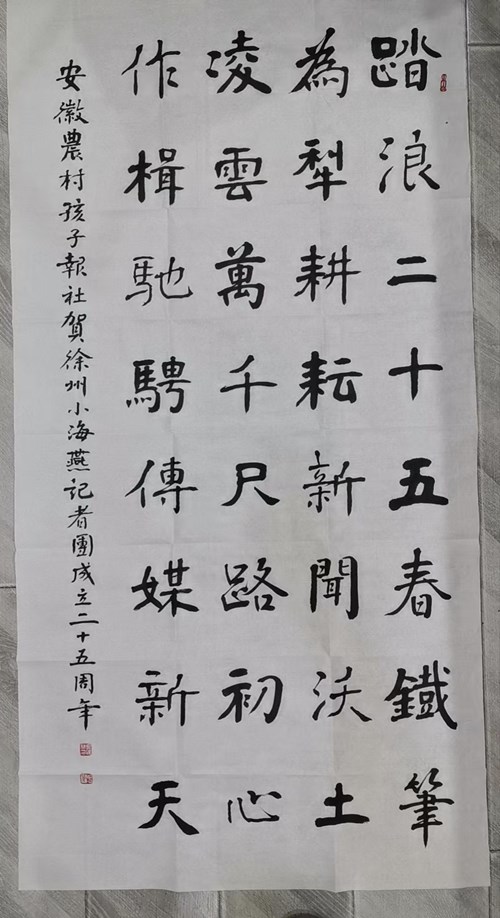 踏浪二十五春鐵筆
為犁耕耘新聞沃土
凌雲萬千尺路初心
作楫馳騁傳媒新天
安徽農村孩子報社賀徐州小海燕記者團成立二十五周年